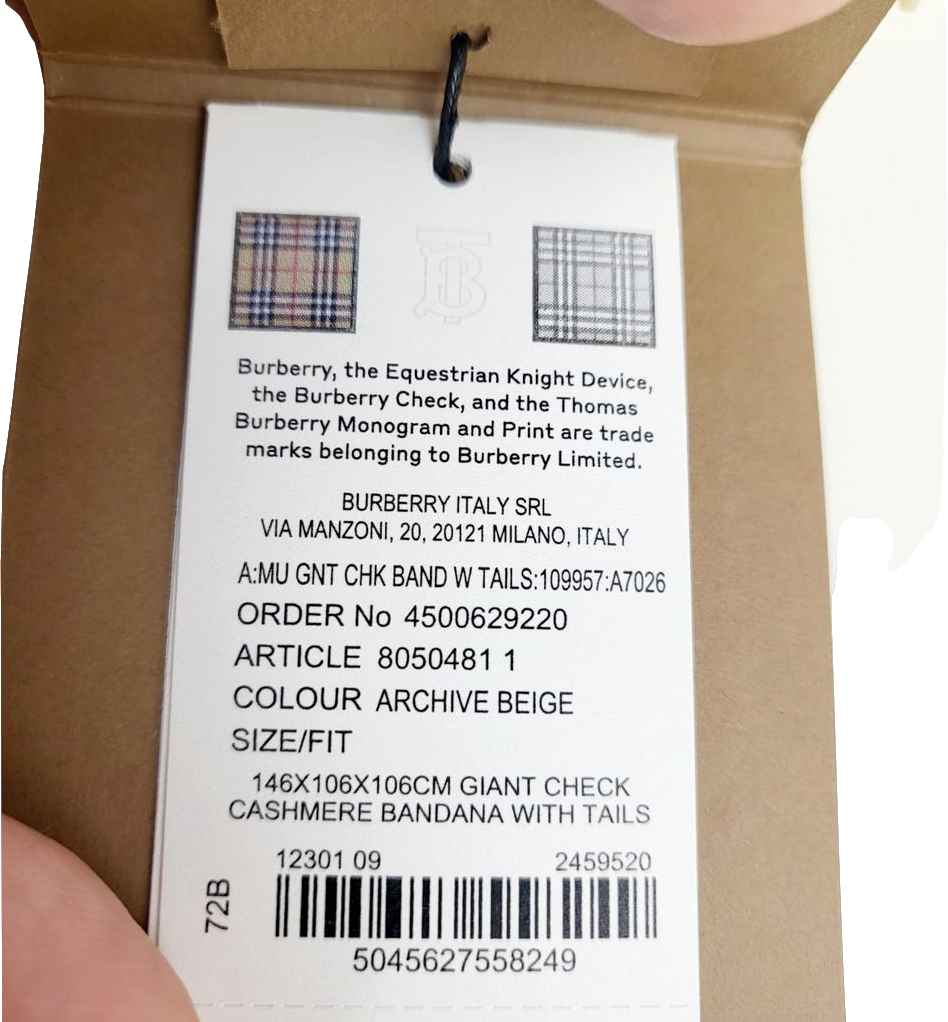 Burberry, the Equestrian Knight Device,
the Burberry Check, and the Thomas
Burberry Monogram and Print are trade
marks belonging to Burberry Limited.
BURBERRY ITALY SRL
VIA MANZONI, 20, 20121 MILANO, ITALY
A:MU GNT CHK BAND W TAILS:109957:A7026
ORDER No 4500629220
ARTICLE 8050481 1
COLOUR ARCHIVE BEIGE
SIZE/FIT
146X106X106CM GIANT CHECK
CASHMERE BANDANA WITH TAILS
12301 09 2459520
72B
5045627558249